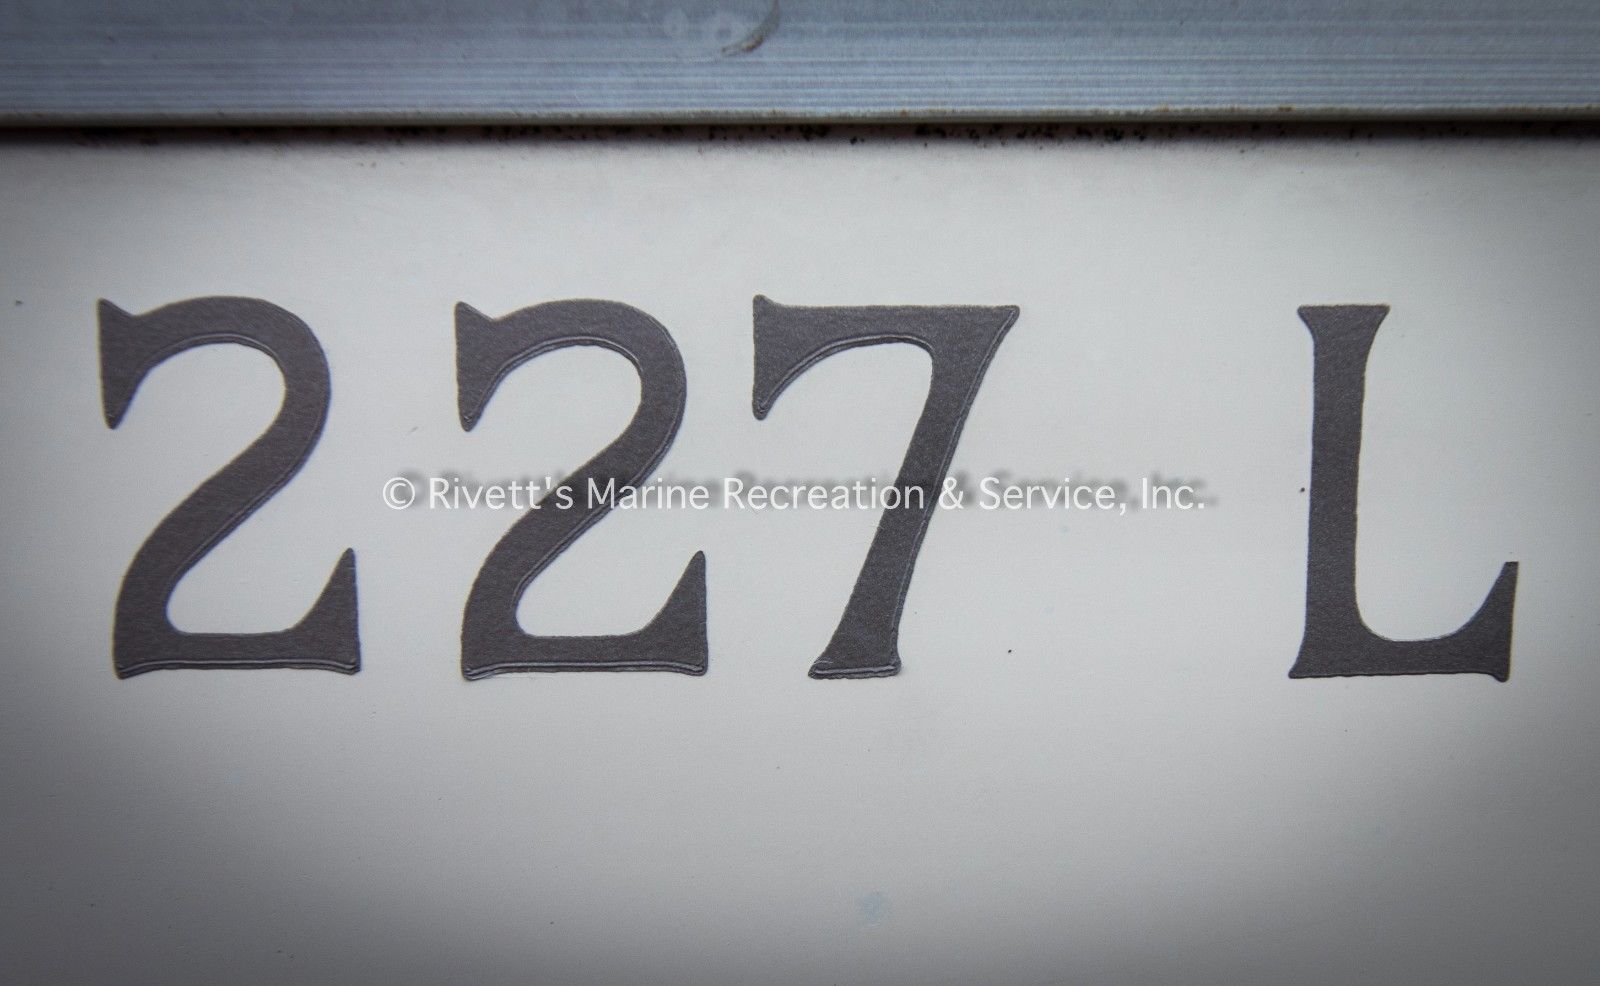 227 L
© Rivett's Marine Recreation & Service, Inc.